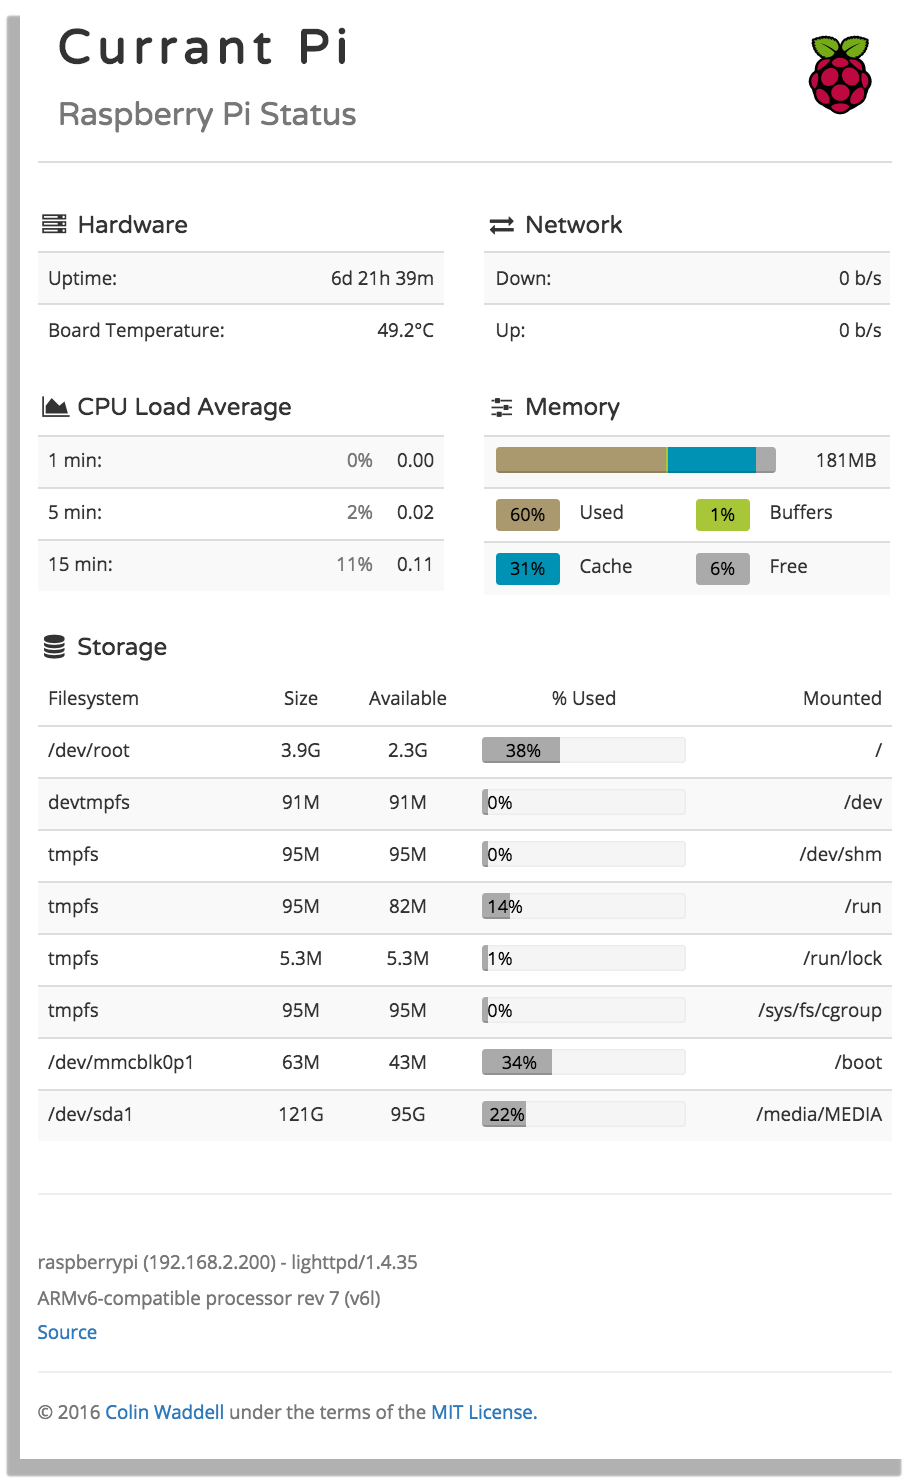 Currant Pi
Raspberry Pi Status
Hardware
Uptime: 6d 21h 39m
Board Temperature: 49.2°C
Network
Down: 0 b/s
Up: 0 b/s
CPU Load Average
1 min: 0% 0.00
5 min: 2% 0.02
15 min: 11% 0.11
Memory
181MB
60% Used 1% Buffers
31% Cache 6% Free
Storage
Filesystem Size Available % Used Mounted
/dev/root 3.9G 2.3G 38% /
devtmpfs 91M 91M 0% /dev
tmpfs 95M 95M 0% /dev/shm
tmpfs 95M 82M 14% /run
tmpfs 5.3M 5.3M 1% /run/lock
tmpfs 95M 95M 0% /sys/fs/cgroup
/dev/mmcblk0p1 63M 43M 34% /boot
/dev/sda1 121G 95G 22% /media/MEDIA
raspberrypi (192.168.2.200) - lighttpd/1.4.35
ARMv6-compatible processor rev 7 (v6l)
Source
© 2016 Colin Waddell under the terms of the MIT License.